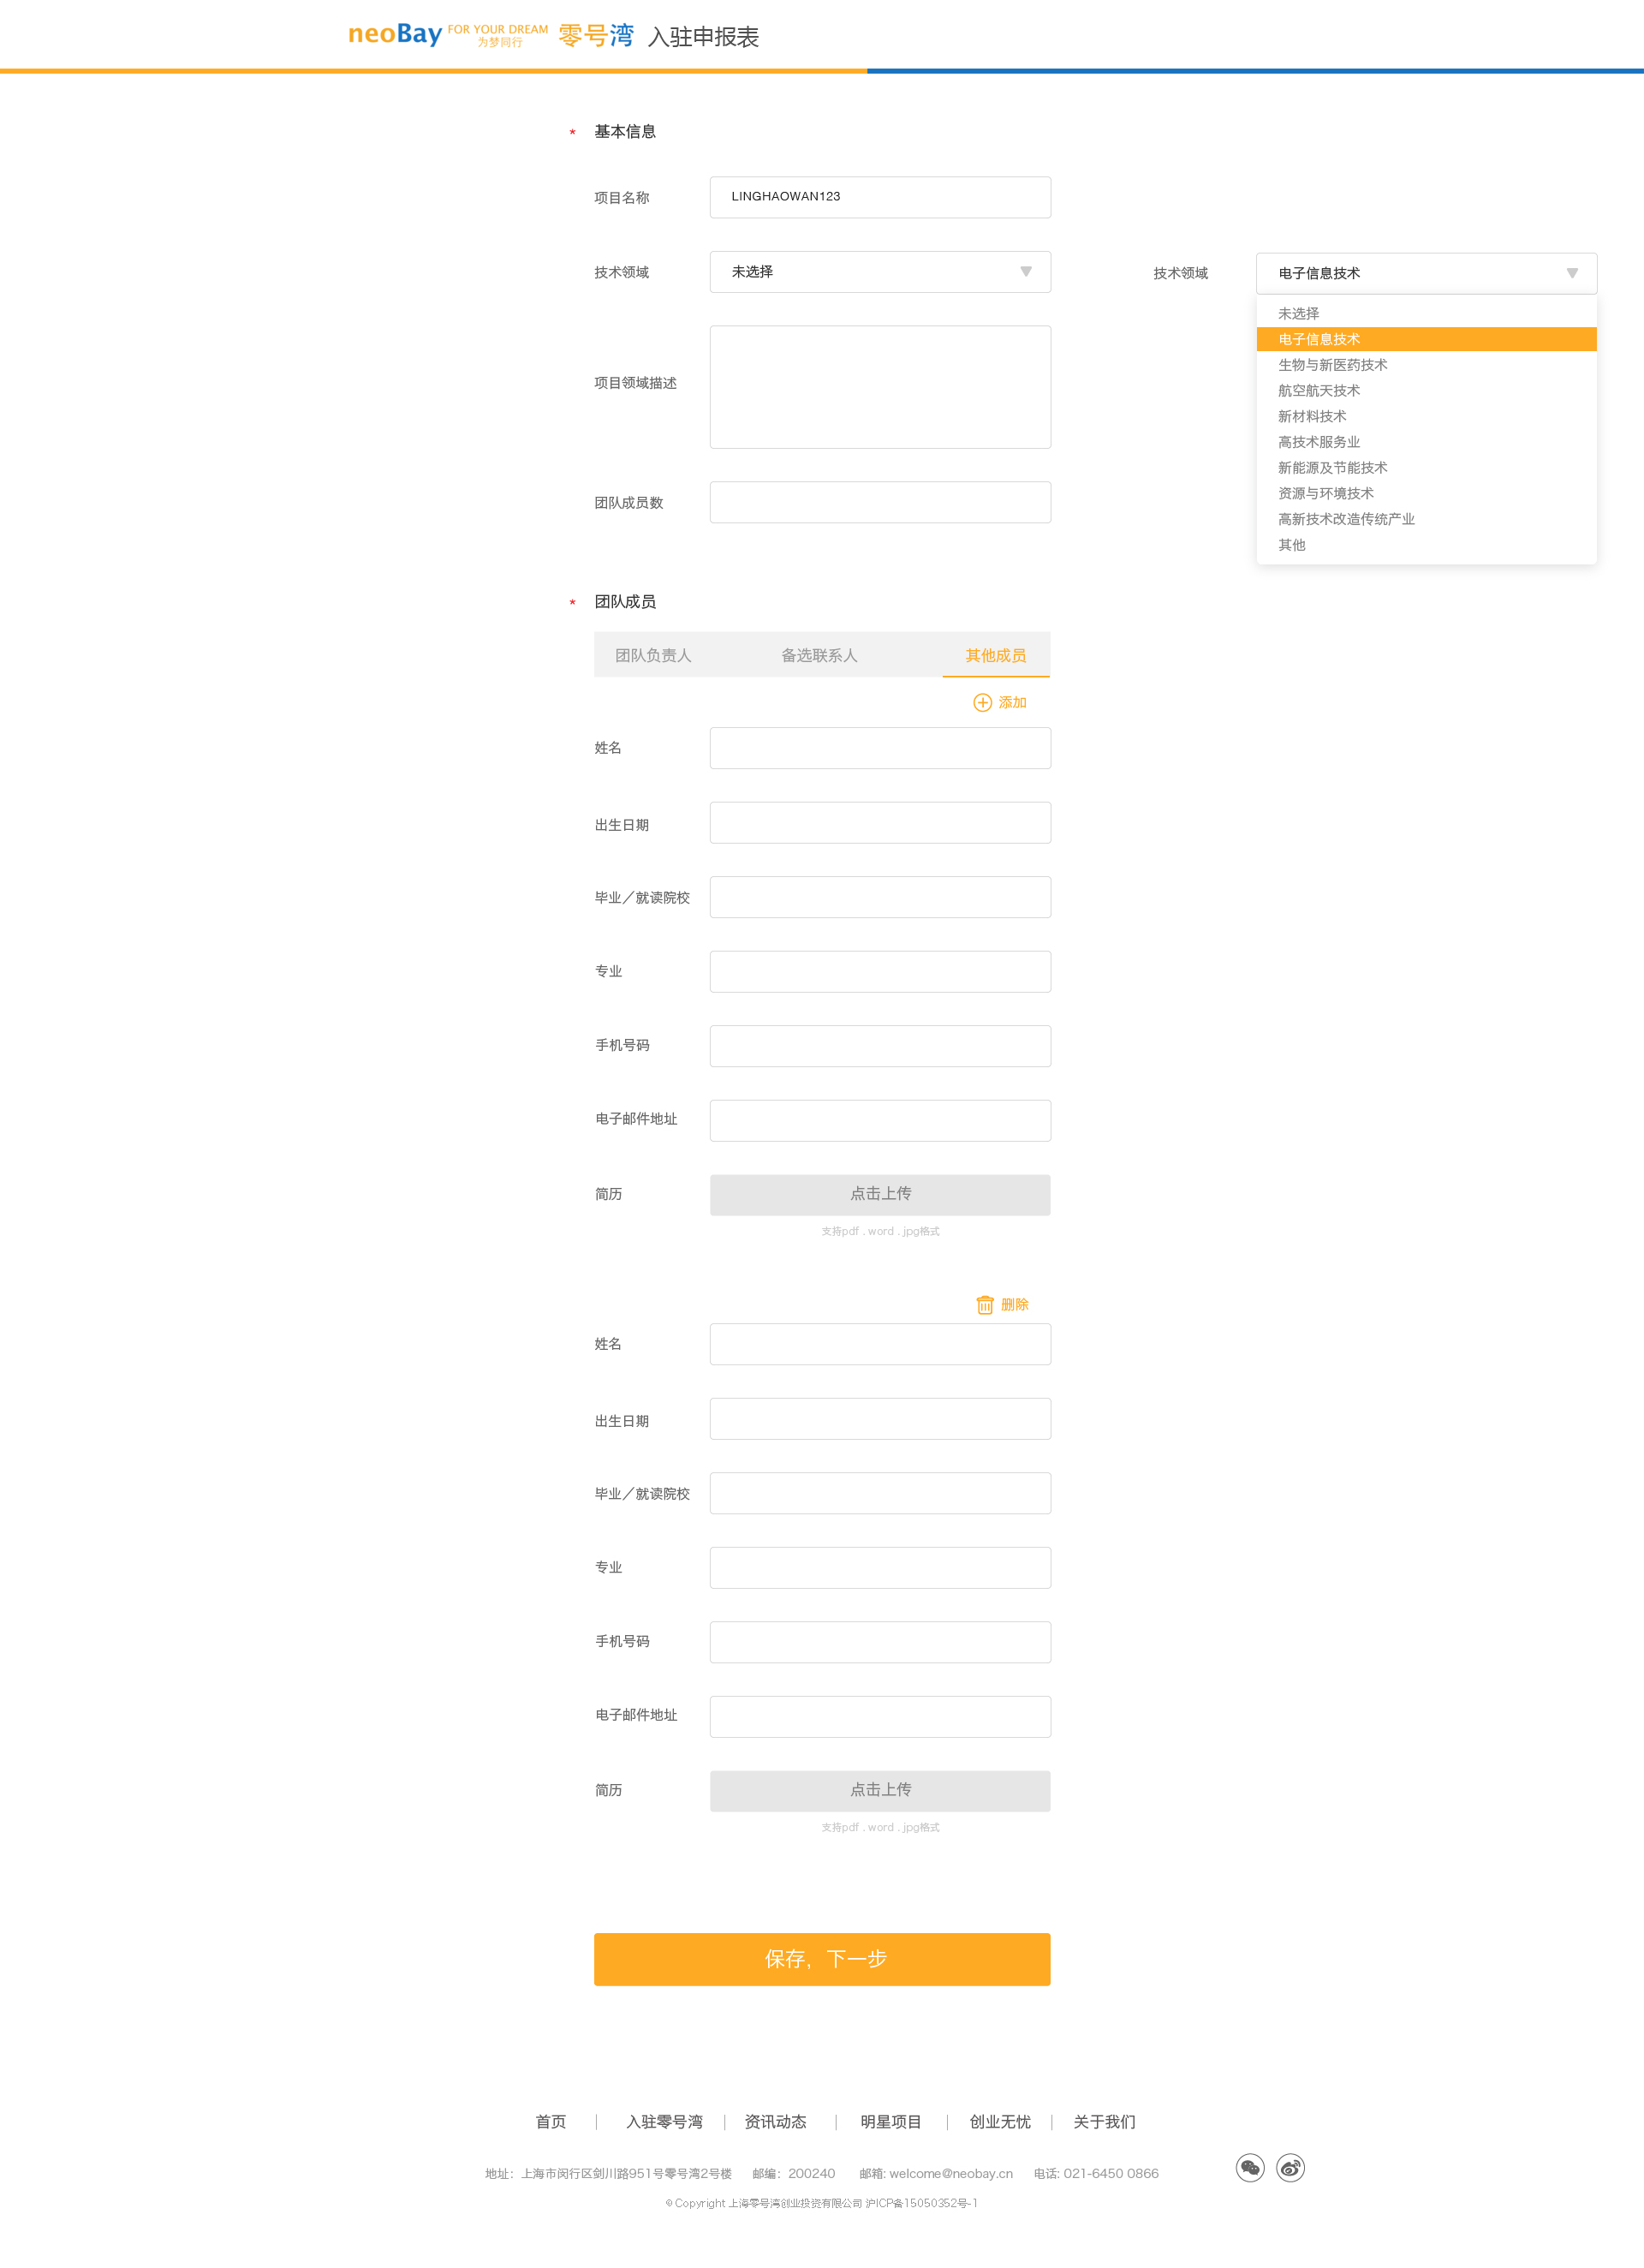 neoBay FOR YOUR DREAM 为梦同行 零号湾 入驻申报表
* 基本信息
项目名称 LINGHAOWAN123
技术领域 未选择
项目领域描述
团队成员数
技术领域 电子信息技术
未选择
电子信息技术
生物与新医药技术
航空航天技术
新材料技术
高技术服务业
新能源及节能技术
资源与环境技术
高新技术改造传统产业
其他
* 团队成员
团队负责人 备选联系人 其他成员
添加
姓名
出生日期
毕业／就读院校
专业
手机号码
电子邮件地址
简历 点击上传
支持pdf . word . jpg格式
删除
姓名
出生日期
毕业／就读院校
专业
手机号码
电子邮件地址
简历 点击上传
支持pdf . word . jpg格式
保存，下一步
首页 | 入驻零号湾 | 资讯动态 | 明星项目 | 创业无忧 | 关于我们
地址：上海市闵行区剑川路951号零号湾2号楼 邮编：200240 邮箱: welcome@neobay.cn 电话: 021-6450 0866
© Copyright 上海零号湾创业投资有限公司 沪ICP备15050352号-1